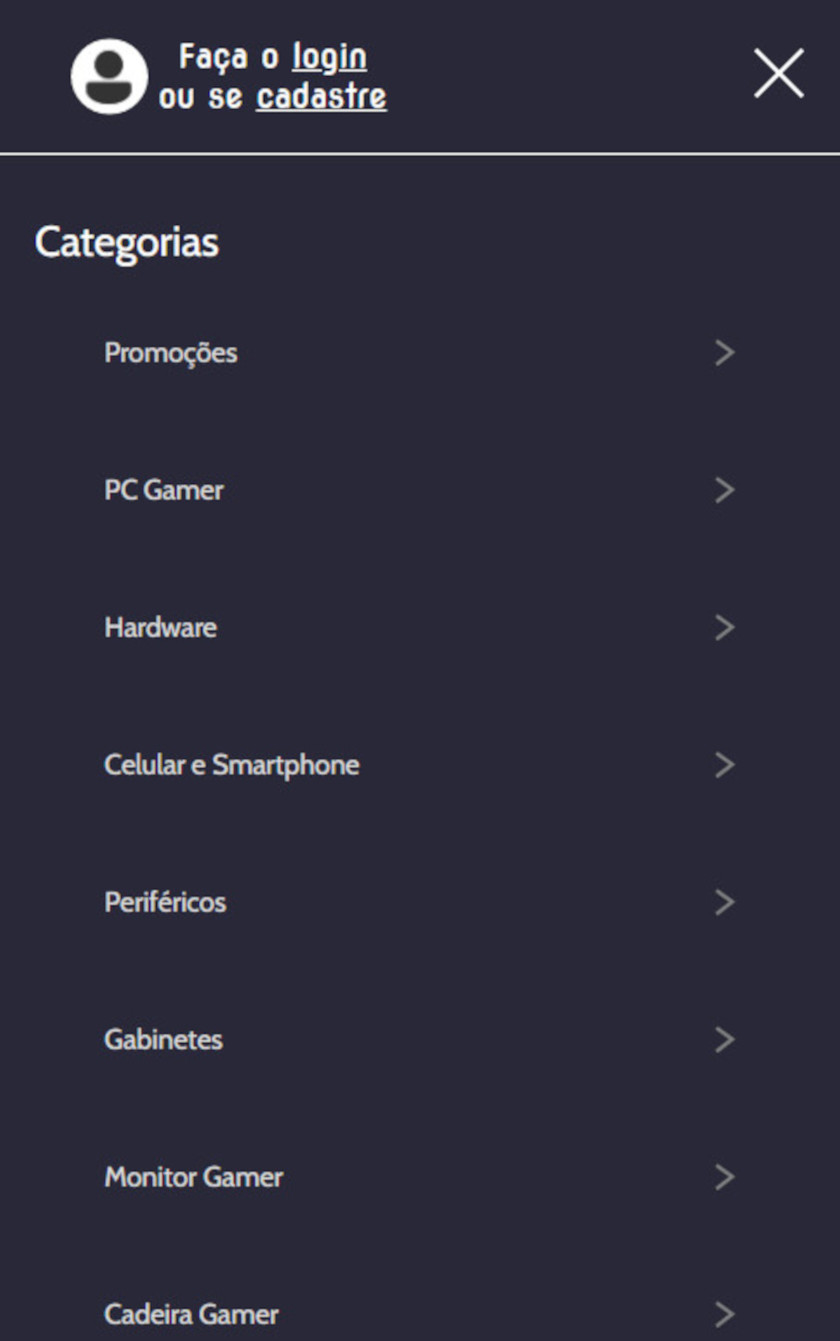 Faça o login
ou se cadastre
Categorias
Promoções
PC Gamer
Hardware
Celular e Smartphone
Periféricos
Gabinetes
Monitor Gamer
Cadeira Gamer